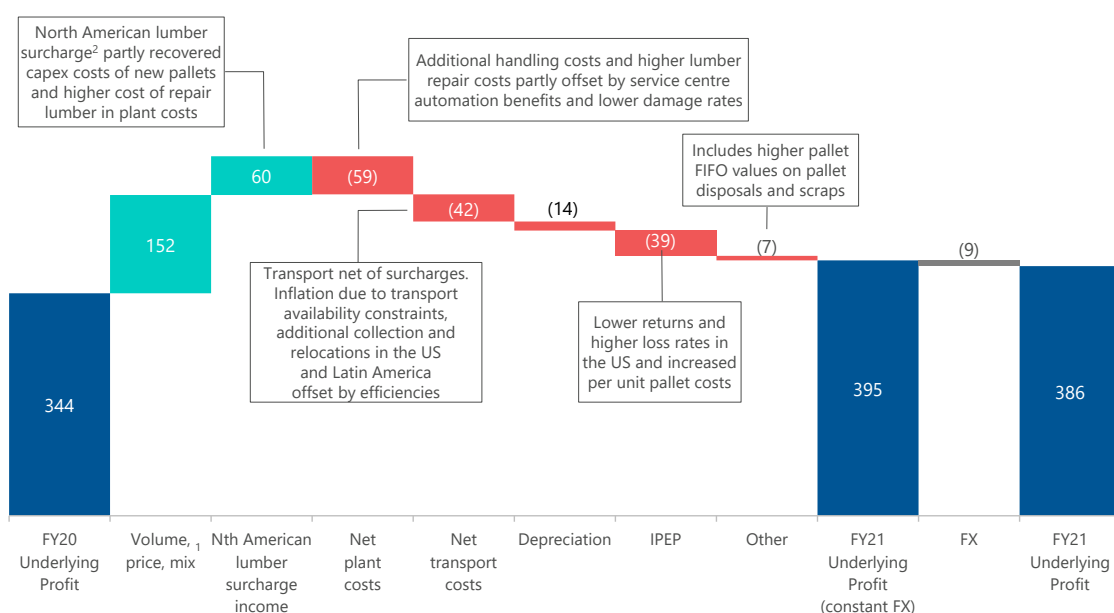 North American lumber
surcharge² partly recovered
capex costs of new pallets
and higher cost of repair
lumber in plant costs
Additional handling costs and higher lumber
repair costs partly offset by service centre
automation benefits and lower damage rates
Includes higher pallet
FIFO values on pallet
disposals and scraps
60
(59)
(42)
(14)
(39)
(7)
(9)
152
Transport net of surcharges.
Inflation due to transport
availability constraints,
additional collection and
relocations in the US
and Latin America
offset by efficiencies
Lower returns and
higher loss rates in
the US and increased
per unit pallet costs
344
395
386
FY20
Underlying
Profit
Volume,
price, mix¹
Nth American
lumber
surcharge
income
Net
plant
costs
Net
transport
costs
Depreciation
IPEP
Other
FY21
Underlying
Profit
(constant FX)
FX
FY21
Underlying
Profit